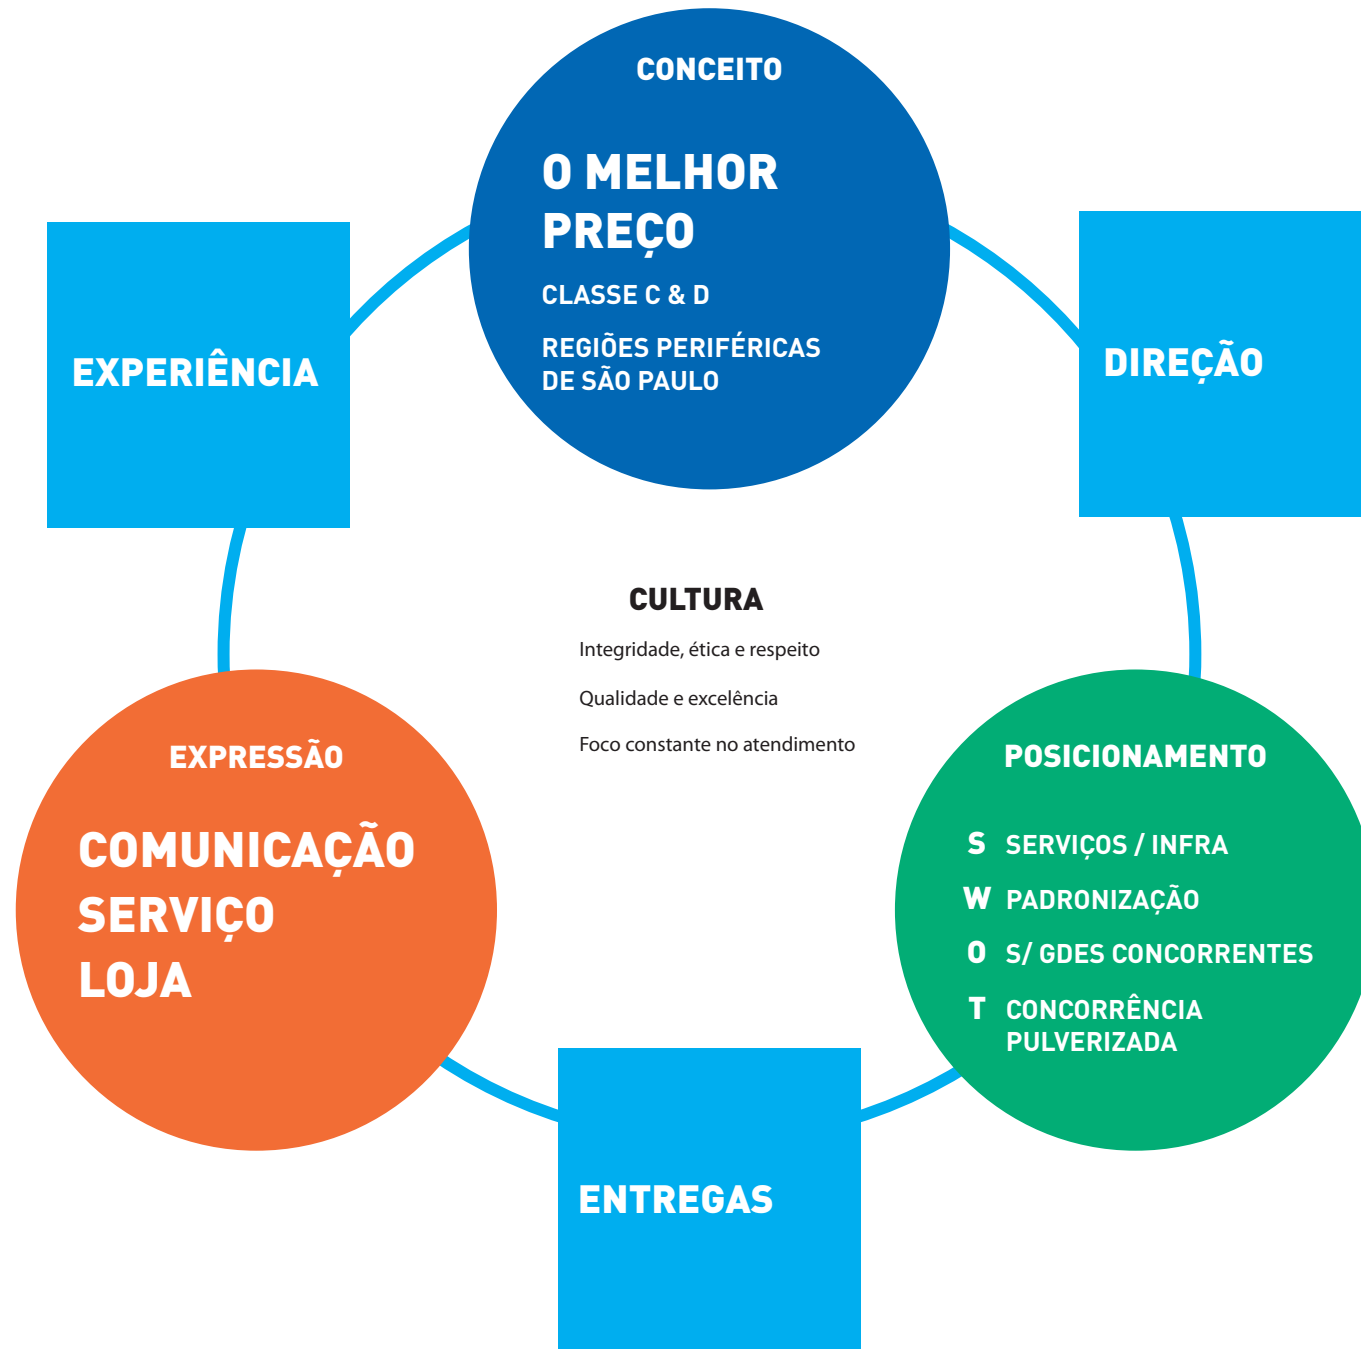 CONCEITO
O MELHOR
PREÇO
CLASSE C & D
REGIÕES PERIFÉRICAS
DE SÃO PAULO
EXPERIÊNCIA
DIREÇÃO
CULTURA
Integridade, ética e respeito
Qualidade e excelência
Foco constante no atendimento
EXPRESSÃO
COMUNICAÇÃO
SERVIÇO
LOJA
POSICIONAMENTO
S SERVIÇOS / INFRA
W PADRONIZAÇÃO
O S/ GDES CONCORRENTES
T CONCORRÊNCIA
PULVERIZADA
ENTREGAS